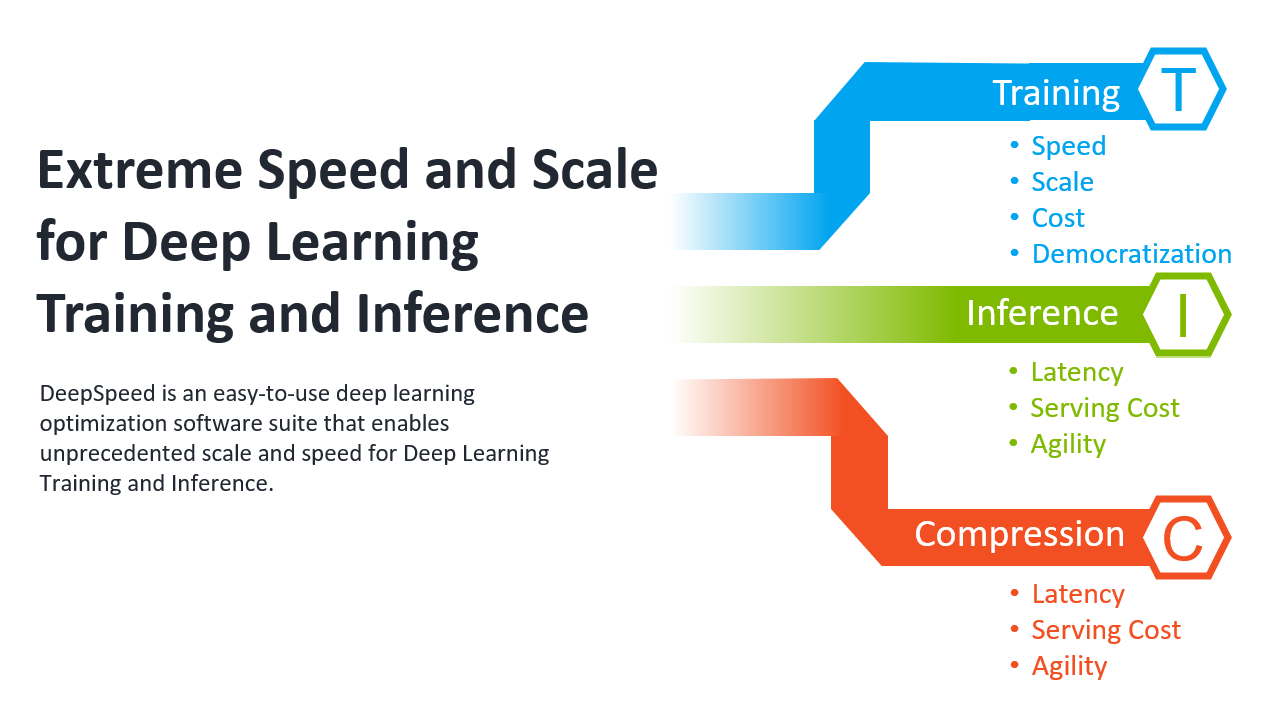 Extreme Speed and Scale
for Deep Learning
Training and Inference
DeepSpeed is an easy-to-use deep learning
optimization software suite that enables
unprecedented scale and speed for Deep Learning
Training and Inference.
Training T
• Speed
• Scale
• Cost
• Democratization
Inference I
• Latency
• Serving Cost
• Agility
Compression C
• Latency
• Serving Cost
• Agility